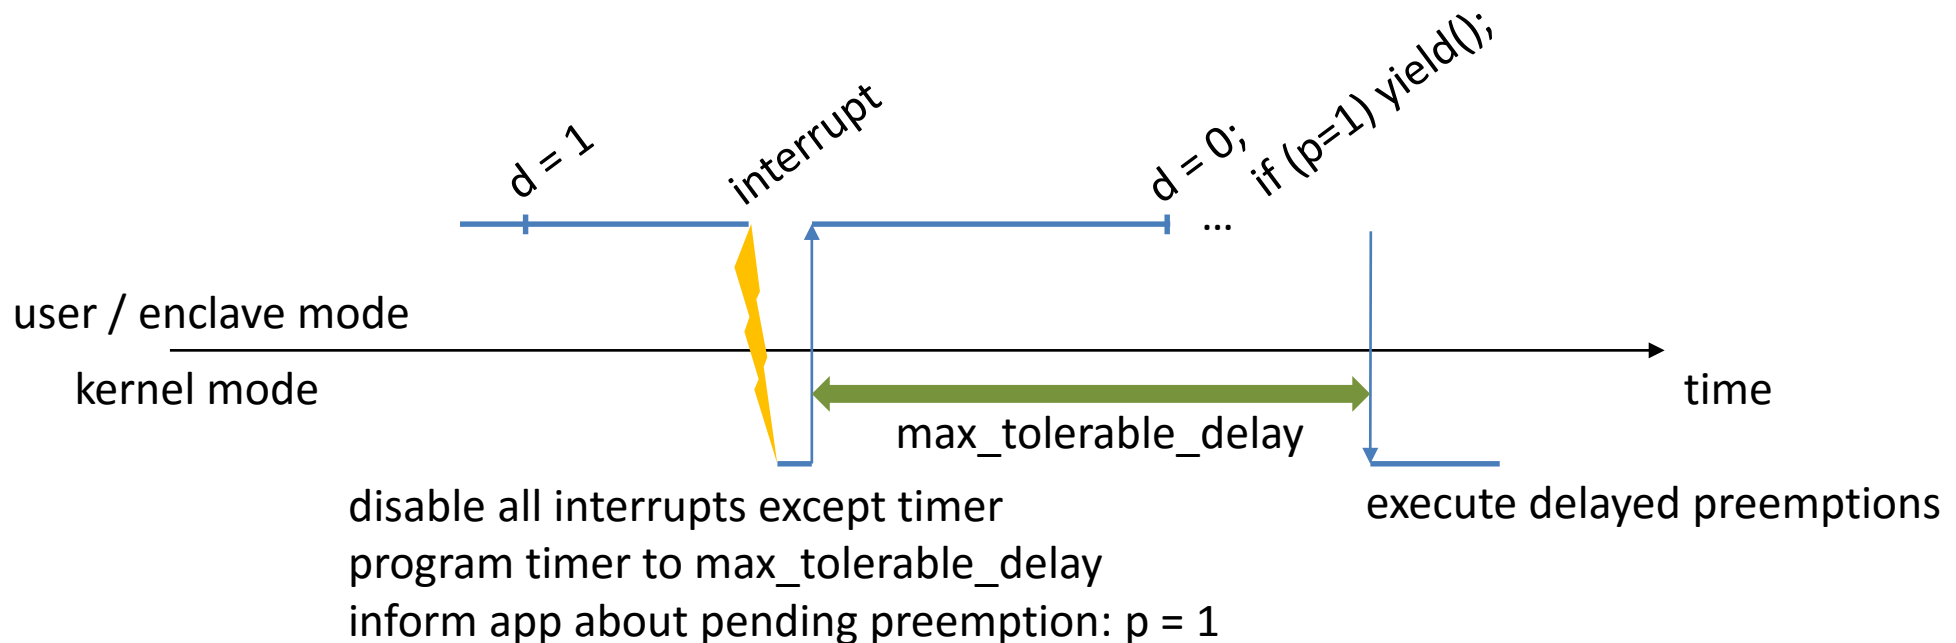 d = 1
interrupt
d = 0;
if (p=1) yield();
...
user / enclave mode
kernel mode
time
max_tolerable_delay
disable all interrupts except timer
program timer to max_tolerable_delay
inform app about pending preemption: p = 1
execute delayed preemptions